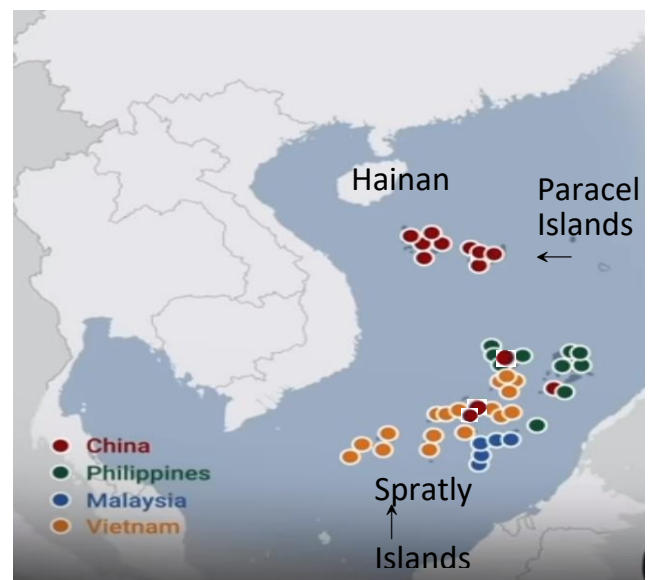 Hainan
Paracel
Islands
China
Philippines
Malaysia
Vietnam
Spratly
Islands